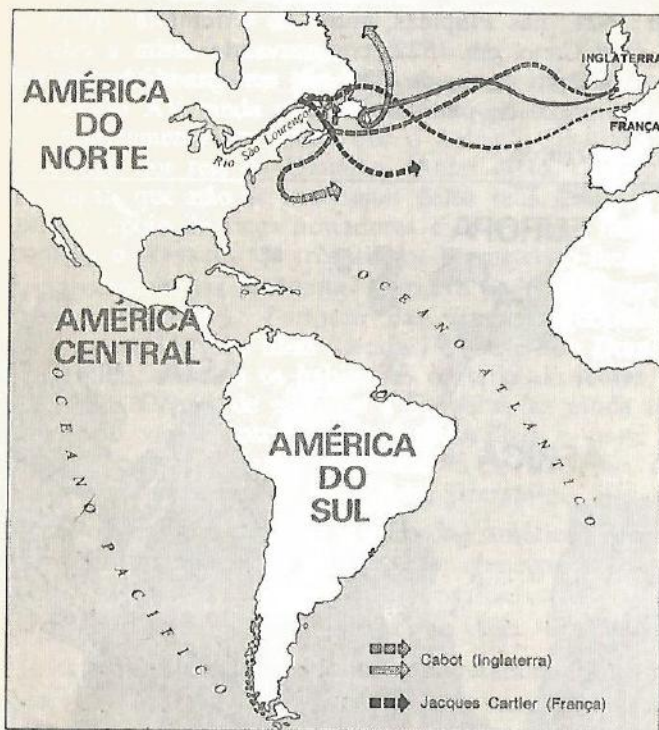 INGLATERRA
AMÉRICA
DO
NORTE
Rio São Lourenço
FRANÇA
OCEANO ATLÂNTICO
AMÉRICA
CENTRAL
OCEANO PACÍFICO
AMÉRICA
DO
SUL
Cabot (Inglaterra)
Jacques Cartier (França)